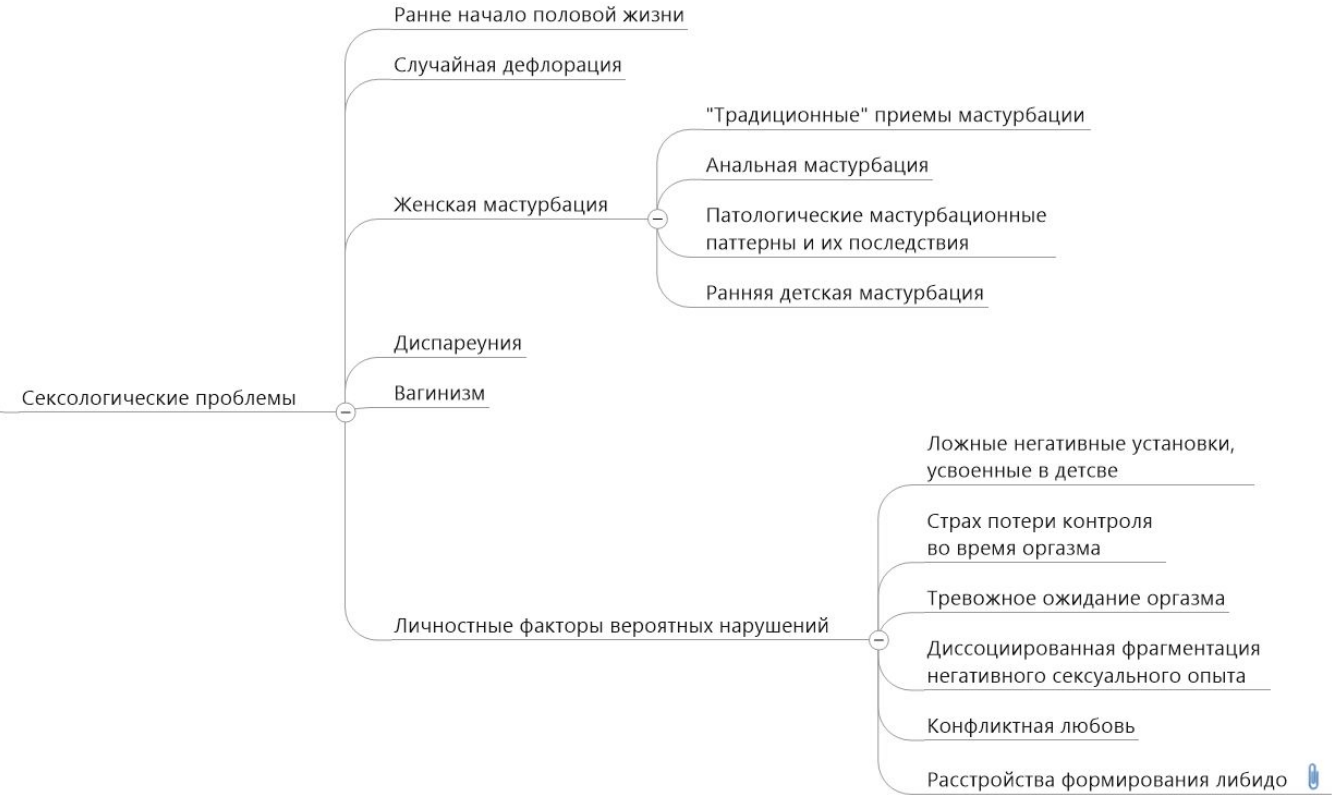 Ранне начало половой жизни
Случайная дефлорация
"Традиционные" приемы мастурбации
Анальная мастурбация
Женская мастурбация
Патологические мастурбационные
паттерны и их последствия
Ранняя детская мастурбация
Диспареуния
Вагинизм
Сексологические проблемы
Ложные негативные установки,
усвоенные в детсве
Страх потери контроля
во время оргазма
Тревожное ожидание оргазма
Личностные факторы вероятных нарушений
Диссоциированная фрагментация
негативного сексуального опыта
Конфликтная любовь
Расстройства формирования либидо